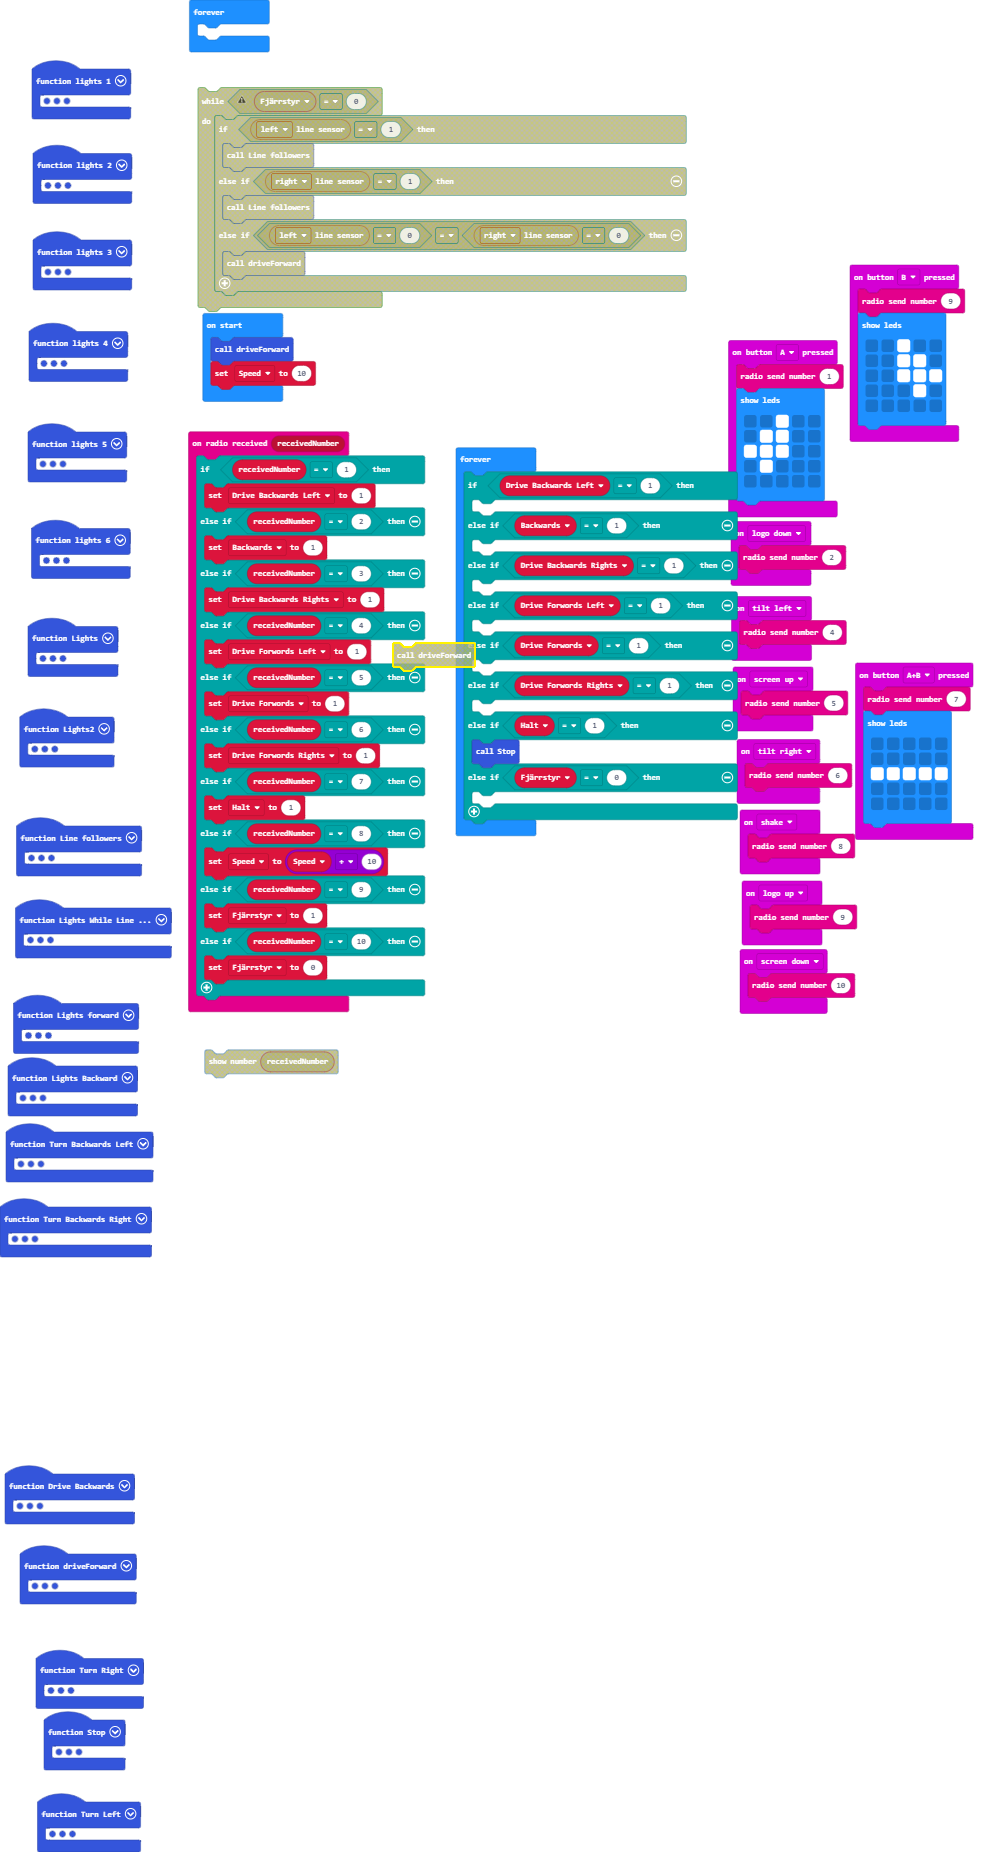 forever
function lights 1
function lights 2
function lights 3
function lights 4
function lights 5
function lights 6
function Lights
function Lights2
function Line followers
function Lights While Line ...
function Lights forward
function Lights Backward
function Turn Backwards Left
function Turn Backwards Right
function Drive Backwards
function driveForward
function Turn Right
function Stop
function Turn Left
while Fjärrstyr = 0
do
if left line sensor = 1 then
call Line followers
else if right line sensor = 1 then
call Line followers
else if left line sensor = 0 = right line sensor = 0 then
call driveForward
on start
call driveForward
set Speed to 10
on radio received receivedNumber
if receivedNumber = 1 then
set Drive Backwards Left to 1
else if receivedNumber = 2 then
set Backwards to 1
else if receivedNumber = 3 then
set Drive Backwards Rights to 1
else if receivedNumber = 4 then
set Drive Forwords Left to 1
else if receivedNumber = 5 then
set Drive Forwords to 1
else if receivedNumber = 6 then
set Drive Forwords Rights to 1
else if receivedNumber = 7 then
set Halt to 1
else if receivedNumber = 8 then
set Speed to Speed ÷ 10
else if receivedNumber = 9 then
set Fjärrstyr to 1
else if receivedNumber = 10 then
set Fjärrstyr to 0
show number receivedNumber
call driveForward
forever
if Drive Backwards Left = 1 then
else if Backwards = 1 then
else if Drive Backwards Rights = 1 then
else if Drive Forwords Left = 1 then
se if Drive Forwords = 1 then
else if Drive Forwords Rights = 1 then
else if Halt = 1 then
call Stop
else if Fjärrstyr = 0 then
on button A pressed
radio send number 1
show leds
on button B pressed
radio send number 9
show leds
n logo down
radio send number 2
n tilt left
radio send number 4
on screen up
radio send number 5
on tilt right
radio send number 6
on shake
radio send number 8
on logo up
radio send number 9
on screen down
radio send number 10
on button A+B pressed
radio send number 7
show leds